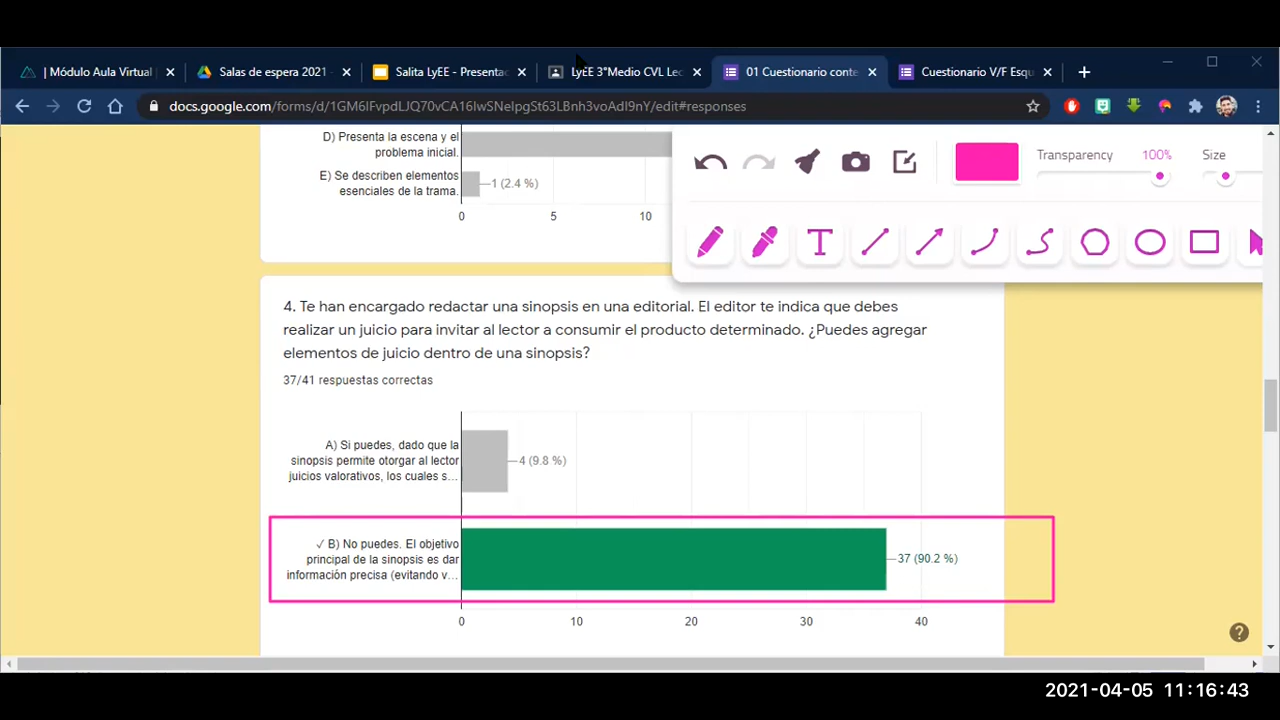 | Módulo Aula Virtual |
Salas de espera 2021 -
Salita LyEE - Presentac
LyEE 3°Medio CVL Lec
01 Cuestionario conte
Cuestionario V/F Esqu
docs.google.com/forms/d/1GM6IFvpdLJQ70vCA16lwSNelpgSt63LBnh3voAdI9nY/edit#responses
D) Presenta la escena y el
problema inicial.
E) Se describen elementos
esenciales de la trama.
1 (2.4 %)
0
5
10
Transparency
100%
Size
T
4. Te han encargado redactar una sinopsis en una editorial. El editor te indica que debes
realizar un juicio para invitar al lector a consumir el producto determinado. ¿Puedes agregar
elementos de juicio dentro de una sinopsis?
37/41 respuestas correctas
A) Si puedes, dado que la
sinopsis permite otorgar al lector
juicios valorativos, los cuales s...
4 (9.8 %)
✓ B) No puedes. El objetivo
principal de la sinopsis es dar
información precisa (evitando v...
37 (90.2 %)
0
10
20
30
40
2021-04-05 11:16:43